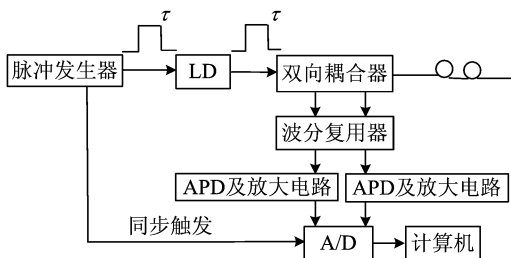 τ
τ
脉冲发生器
LD
双向耦合器
波分复用器
APD及放大电路
APD及放大电路
同步触发
A/D
计算机